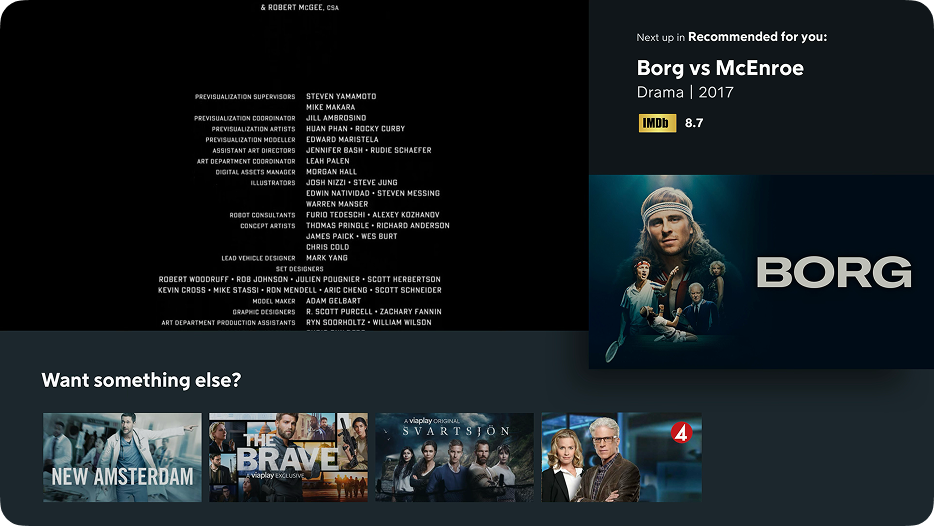 & ROBERT McGEE, CSA
PREVISUALIZATION SUPERVISORS STEVEN YAMAMOTO
MIKE MAKARA
PREVISUALIZATION COORDINATOR JILL AMBROSINO
PREVISUALIZATION ARTISTS HUAN PHAN • ROCKY CURBY
PREVISUALIZATION MODELLER EDWARD MARISTELA
ASSISTANT ART DIRECTORS JENNIFER BASH • RUDIE SCHAEFER
ART DEPARTMENT COORDINATOR LEAH PALEN
DIGITAL ASSETS MANAGER MORGAN HALL
ILLUSTRATORS JOSH NIZZI • STEVE JUNG
EDWIN NATIVIDAD • STEVEN MESSING
WARREN MANSER
ROBOT CONSULTANTS FURIO TEDESCHI • ALEXEY KOZHANOV
CONCEPT ARTISTS THOMAS PRINGLE • RICHARD ANDERSON
JAMES PAICK • WES BURT
CHRIS COLD
LEAD VEHICLE DESIGNER MARK YANG
SET DESIGNERS
ROBERT WOODRUFF • ROB JOHNSON • JULIEN POUGNIER • SCOTT HERBERTSON
KEVIN CROSS • MIKE STASSI • RON MENDELL • ARIC CHENG • SCOTT SCHNEIDER
MODEL MAKER ADAM GELBART
GRAPHIC DESIGNERS R. SCOTT PURCELL • ZACHARY FANNIN
ART DEPARTMENT PRODUCTION ASSISTANTS RYN SOORHOLTZ • WILLIAM WILSON
Next up in Recommended for you:
Borg vs McEnroe
Drama | 2017
IMDb 8.7
BORG
Want something else?
NEW AMSTERDAM
THE
BRAVE
A viaplay EXCLUSIVE
A viaplay ORIGINAL
SVARTSJÖN
4